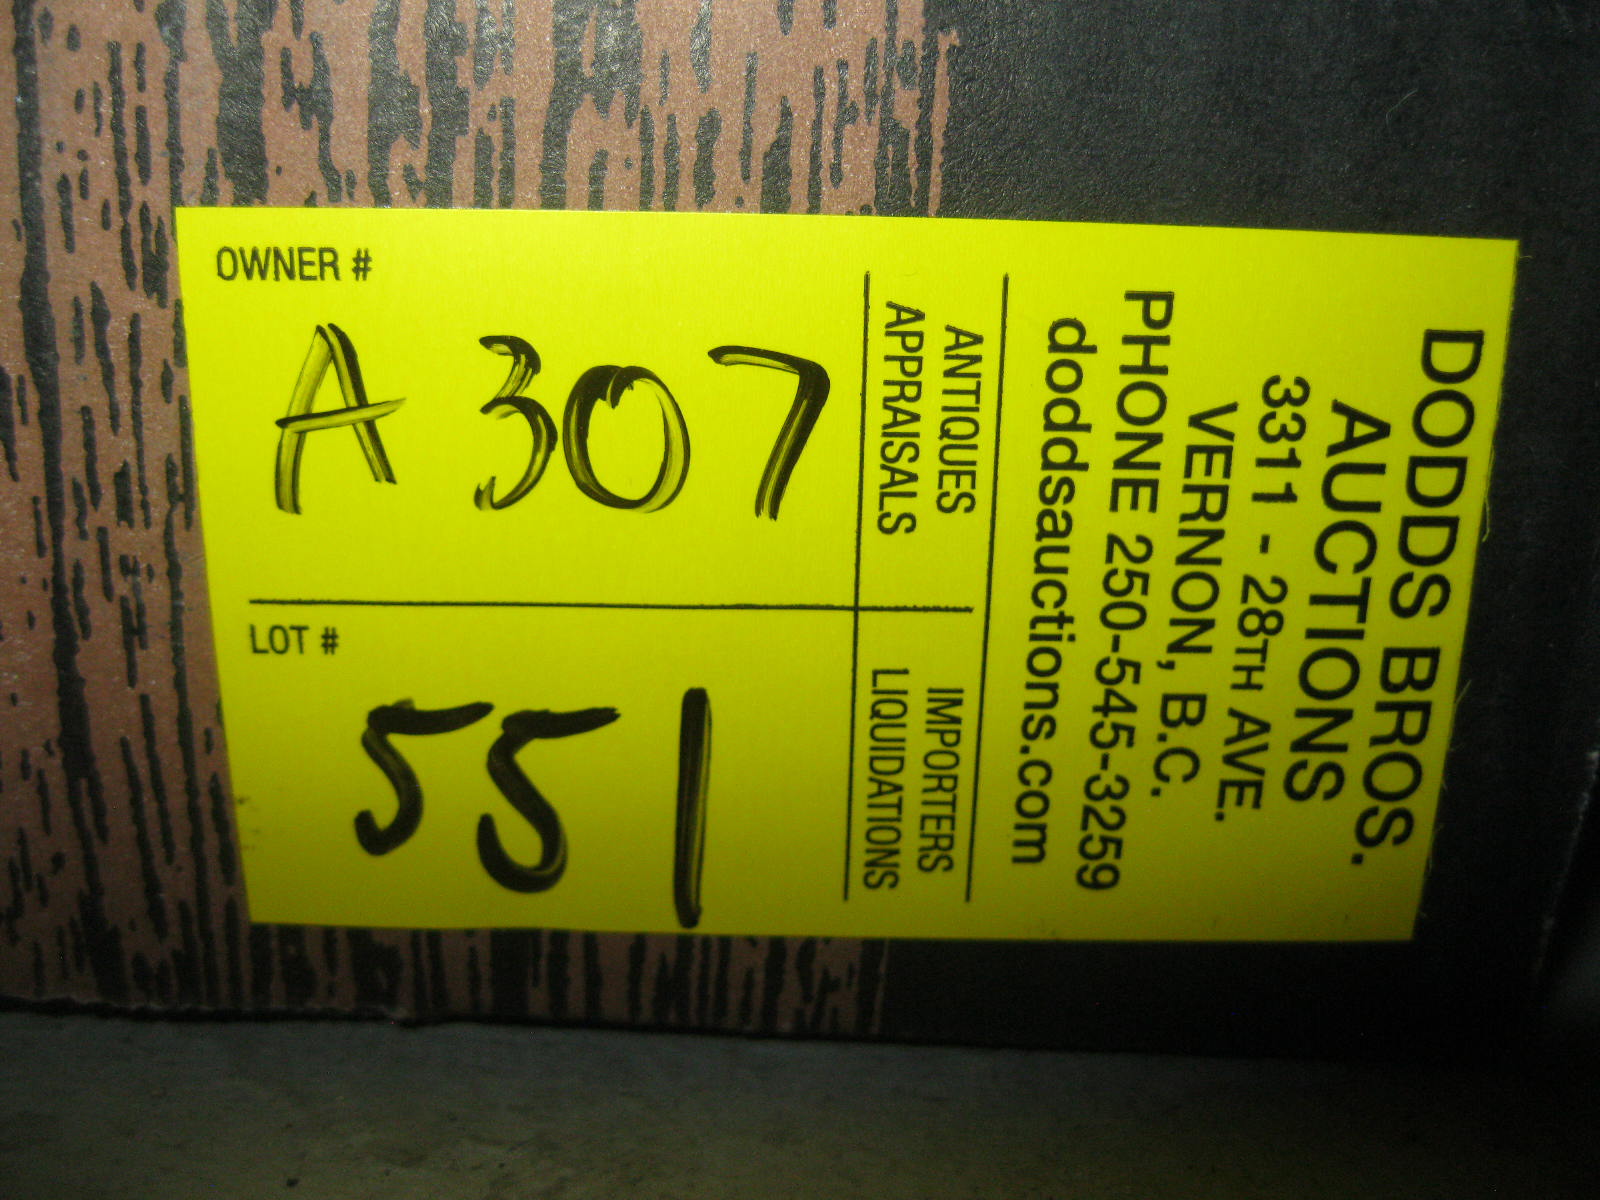 DODDS BROS.
AUCTIONS
3311 - 28TH AVE.
VERNON, B.C.
PHONE 250-545-3259
doddsauctions.com
ANTIQUES
APPRAISALS
IMPORTERS
LIQUIDATIONS
OWNER #
A 307
LOT #
551